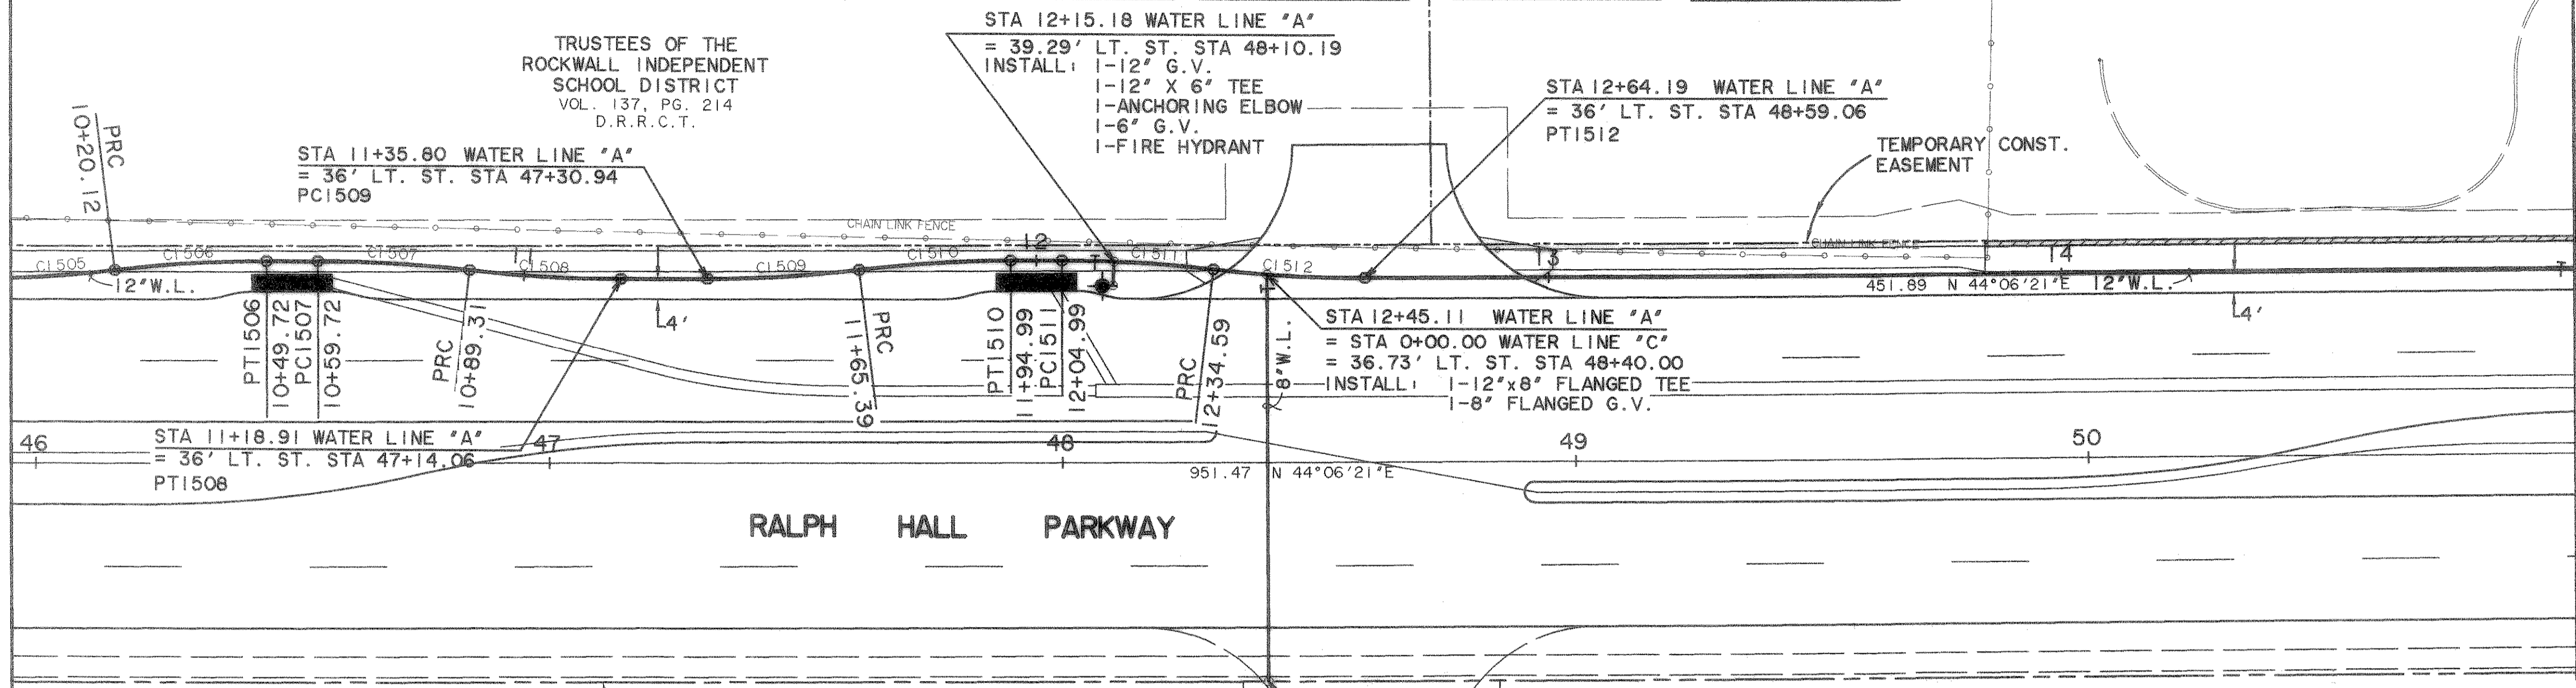 TRUSTEES OF THE
ROCKWALL INDEPENDENT
SCHOOL DISTRICT
VOL. 137, PG. 214
D.R.R.C.T.
STA 12+15.18 WATER LINE "A"
= 39.29' LT. ST. STA 48+10.19
INSTALL: 1-12" G.V.
1-12" X 6" TEE
1-ANCHORING ELBOW
1-6" G.V.
1-FIRE HYDRANT
STA 12+64.19 WATER LINE "A"
= 36' LT. ST. STA 48+59.06
PT1512
TEMPORARY CONST.
EASEMENT
PRC
10+20.12
STA 11+35.80 WATER LINE "A"
= 36' LT. ST. STA 47+30.94
PC1509
CHAIN LINK FENCE
CHAIN LINK FENCE
C1505
C1506
C1507
11
C1508
C1509
C1510
12
C1511
C1512
13
14
12"W.L.
451.89 N 44°06'21"E 12"W.L.
4'
4'
PT1506
10+49.72
PC1507
10+59.72
PRC
10+89.31
PRC
11+65.39
PT1510
11+94.99
PC1511
12+04.99
PRC
12+34.59
8"W.L.
STA 12+45.11 WATER LINE "A"
= STA 0+00.00 WATER LINE "C"
= 36.73' LT. ST. STA 48+40.00
INSTALL: 1-12"x8" FLANGED TEE
1-8" FLANGED G.V.
STA 11+18.91 WATER LINE "A"
= 36' LT. ST. STA 47+14.06
PT1508
46
47
48
49
50
951.47 N 44°06'21"E
RALPH HALL PARKWAY